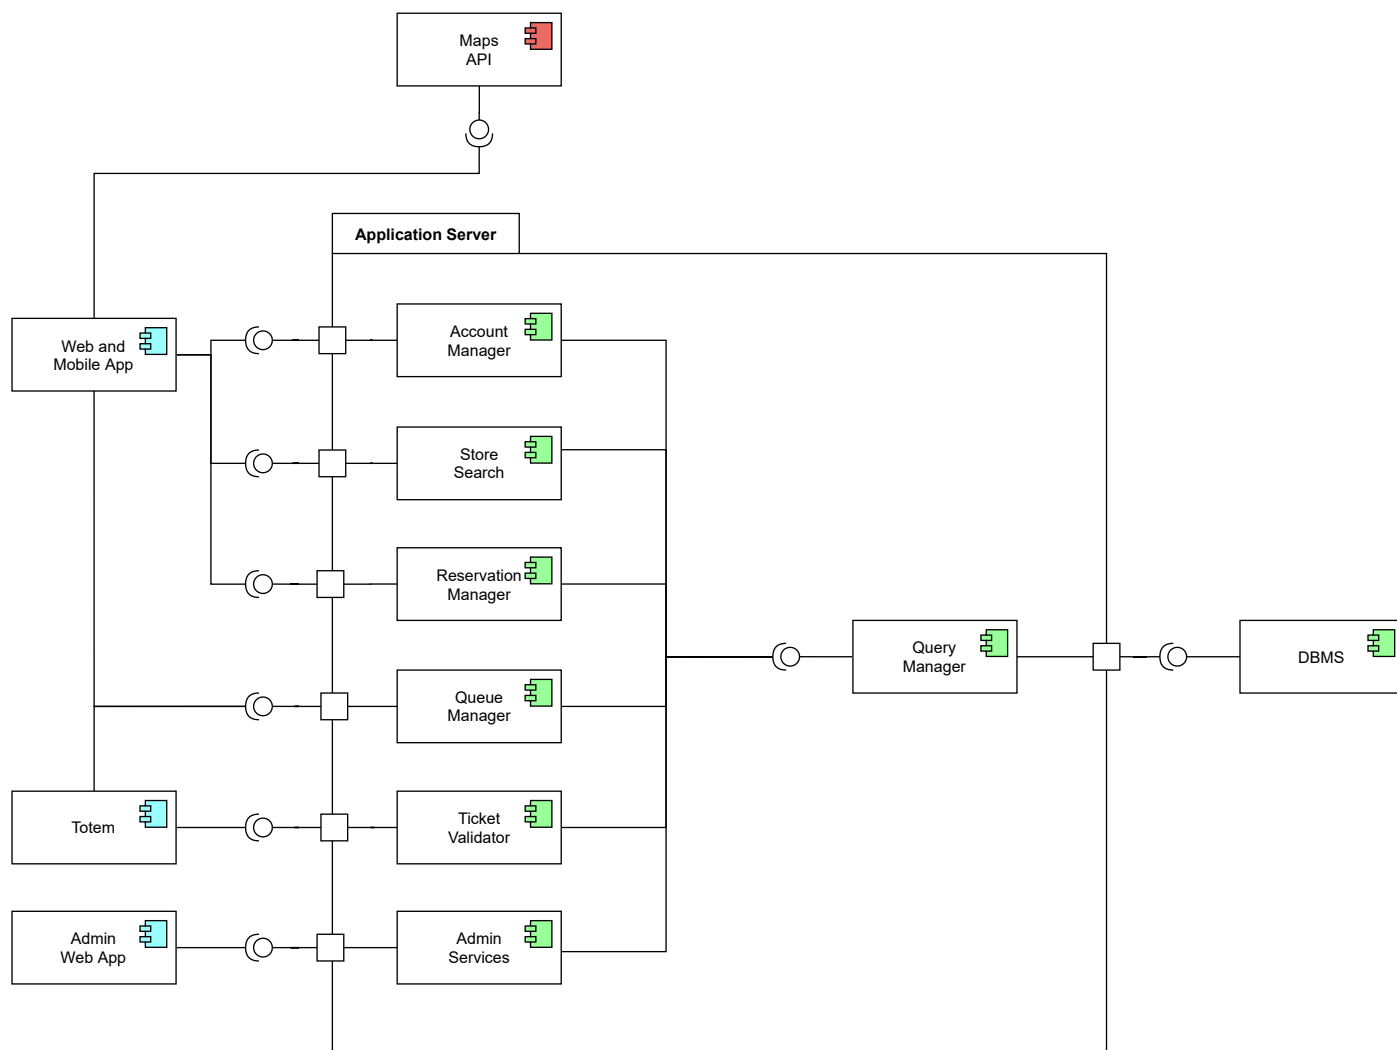 Maps
API
Application Server
Web and
Mobile App
Account
Manager
Store
Search
Reservation
Manager
Query
Manager
DBMS
Queue
Manager
Totem
Ticket
Validator
Admin
Web App
Admin
Services